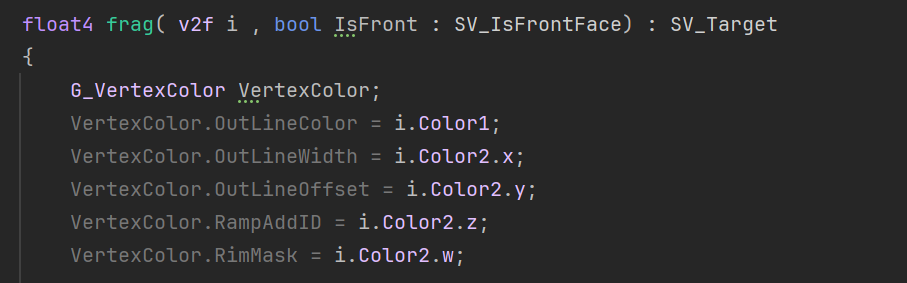 float4 frag( v2f i , bool IsFront : SV_IsFrontFace) : SV_Target
{
G_VertexColor VertexColor;
VertexColor.OutLineColor = i.Color1;
VertexColor.OutLineWidth = i.Color2.x;
VertexColor.OutLineOffset = i.Color2.y;
VertexColor.RampAddID = i.Color2.z;
VertexColor.RimMask = i.Color2.w;